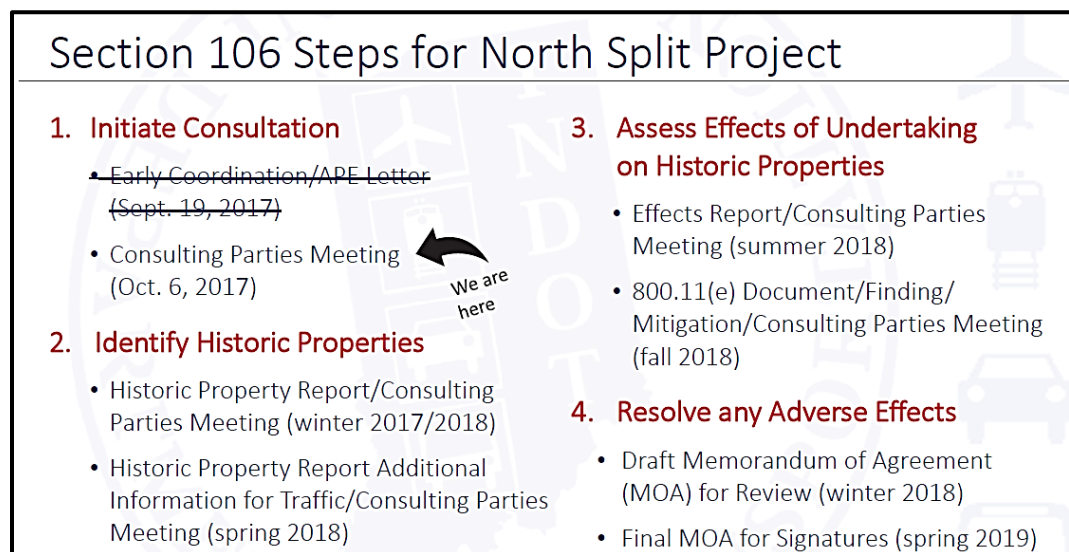 Section 106 Steps for North Split Project
1. Initiate Consultation
• Early Coordination/APE Letter
(Sept. 19, 2017)
• Consulting Parties Meeting
(Oct. 6, 2017)
We are
here
2. Identify Historic Properties
• Historic Property Report/Consulting
Parties Meeting (winter 2017/2018)
• Historic Property Report Additional
Information for Traffic/Consulting Parties
Meeting (spring 2018)
3. Assess Effects of Undertaking
on Historic Properties
• Effects Report/Consulting Parties
Meeting (summer 2018)
• 800.11(e) Document/Finding/
Mitigation/Consulting Parties Meeting
(fall 2018)
4. Resolve any Adverse Effects
• Draft Memorandum of Agreement
(MOA) for Review (winter 2018)
• Final MOA for Signatures (spring 2019)